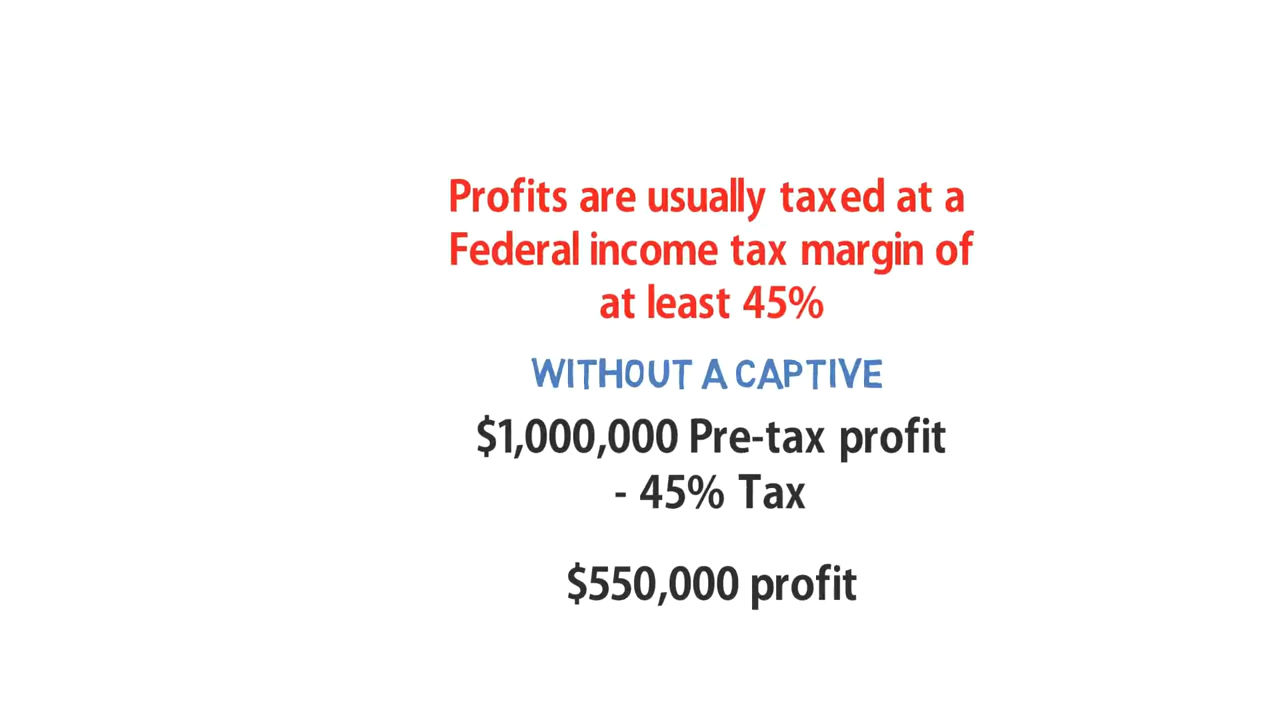 Profits are usually taxed at a
Federal income tax margin of
at least 45%
WITHOUT A CAPTIVE
$1,000,000 Pre-tax profit
- 45% Tax
$550,000 profit